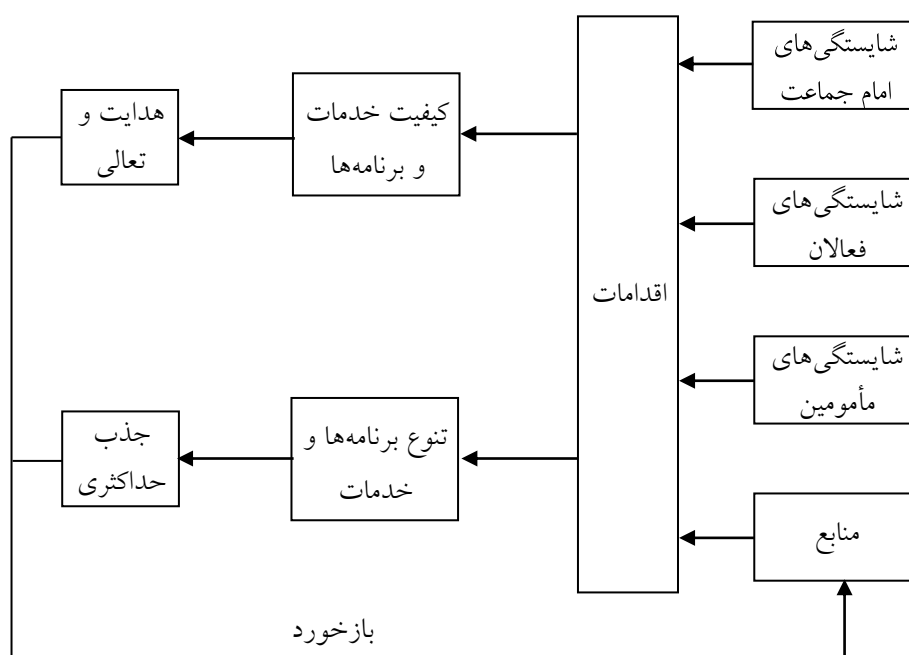 شایستگی‌های
امام جماعت
شایستگی‌های
فعالان
شایستگی‌های
مأمومین
منابع
اقدامات
کیفیت خدمات
و برنامه‌ها
تنوع برنامه‌ها و
خدمات
هدایت و
تعالی
جذب
حداکثری
بازخورد